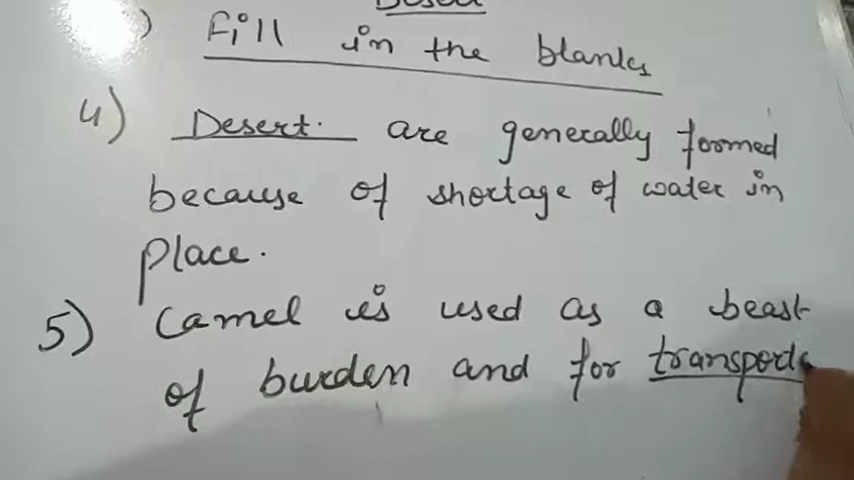 Desert
) Fill in the blanks
4) Desert. are generally formed
because of shortage of water in
place.
5) Camel is used as a beast
of burden and for